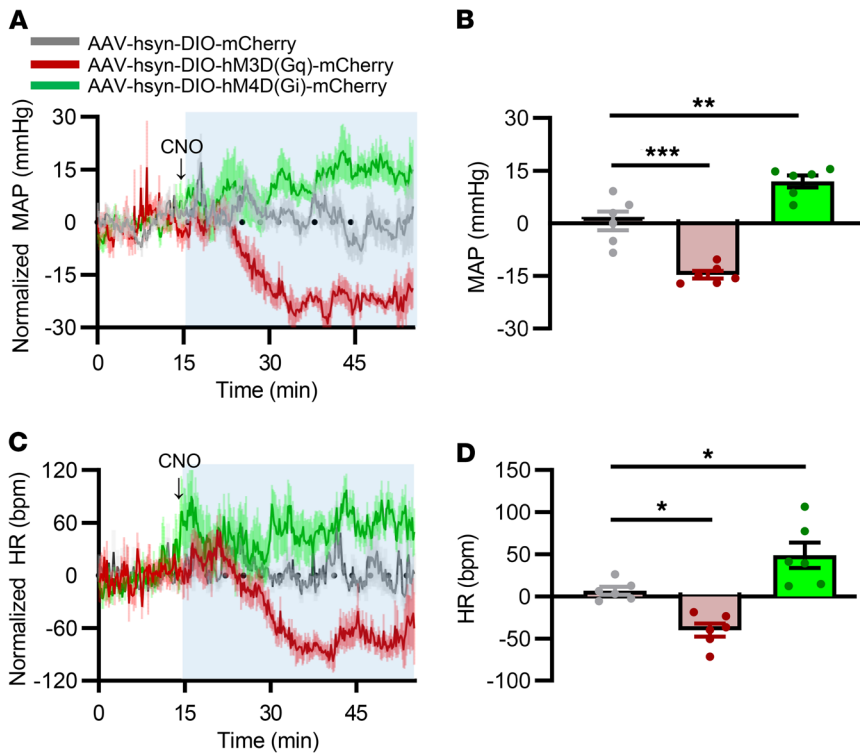 A
AAV-hsyn-DIO-mCherry
AAV-hsyn-DIO-hM3D(Gq)-mCherry
AAV-hsyn-DIO-hM4D(Gi)-mCherry
Normalized MAP (mmHg)
30
15
0
-15
-30
CNO
↓
0 15 30 45
Time (min)
B
MAP (mmHg)
30
15
0
-15
-30
**
***
C
Normalized HR (bpm)
120
60
0
-60
-120
CNO
↓
0 15 30 45
Time (min)
D
HR (bpm)
150
100
50
0
-50
-100
*
*